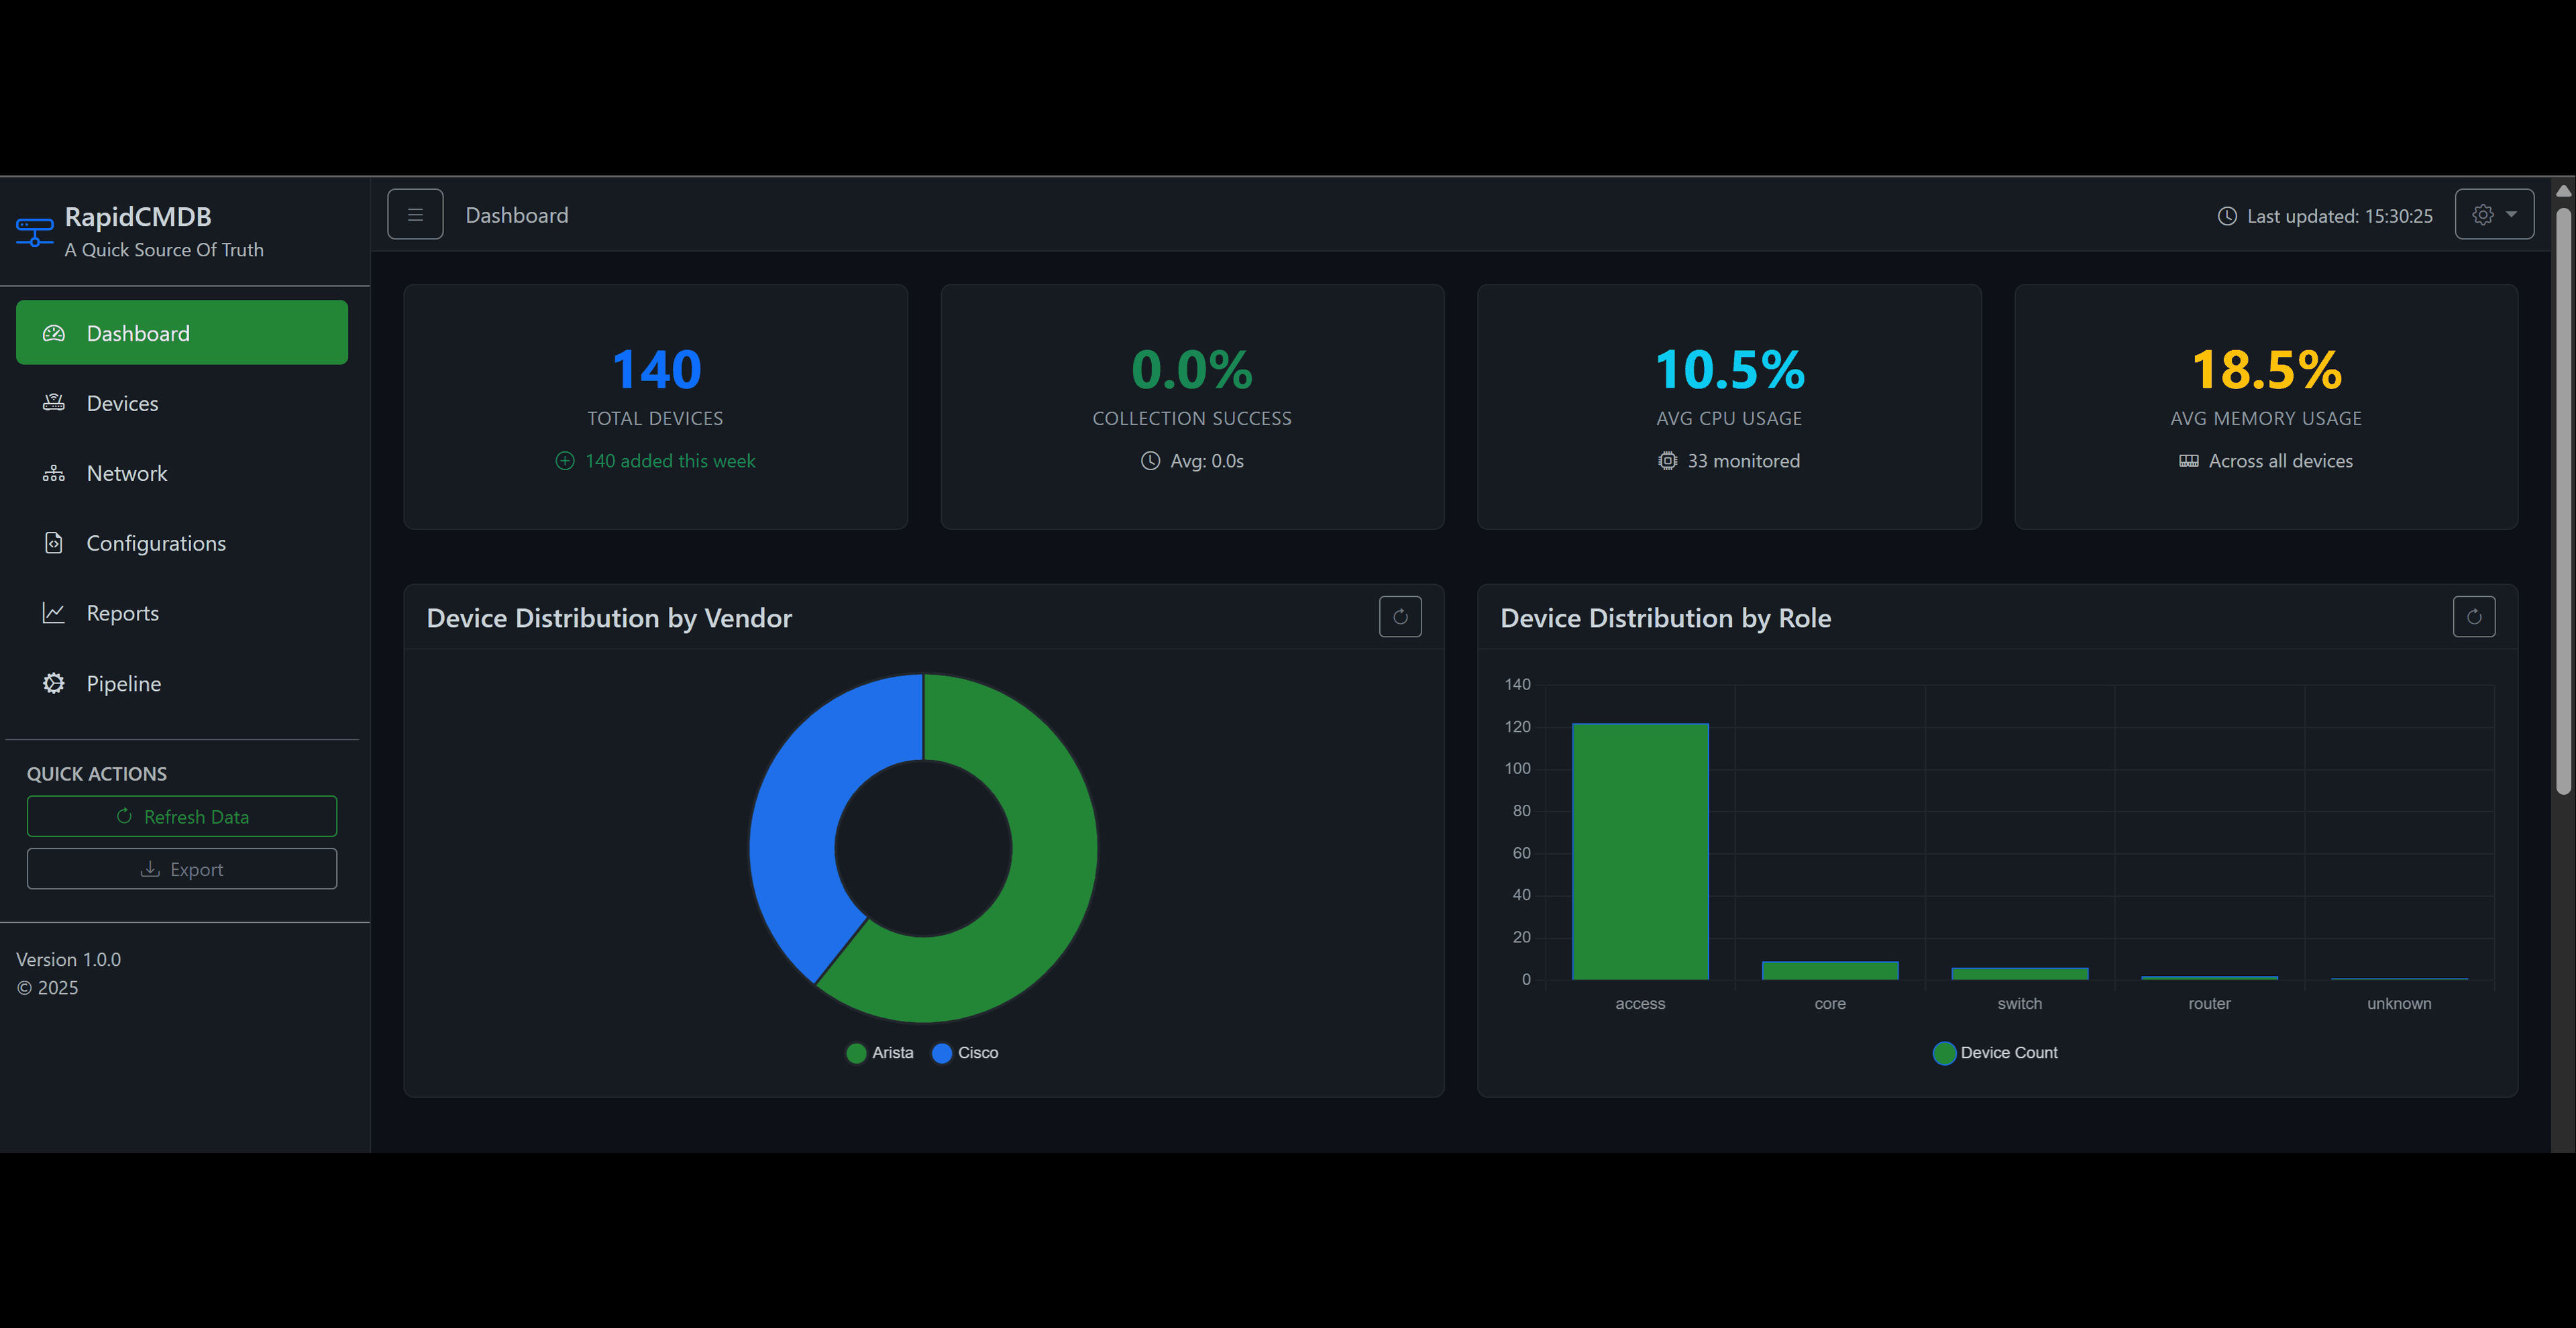 RapidCMDB
A Quick Source Of Truth
Dashboard
Devices
Network
Configurations
Reports
Pipeline
QUICK ACTIONS
Refresh Data
Export
Version 1.0.0
© 2025
Dashboard
Last updated: 15:30:25
140
TOTAL DEVICES
140 added this week
0.0%
COLLECTION SUCCESS
Avg: 0.0s
10.5%
AVG CPU USAGE
33 monitored
18.5%
AVG MEMORY USAGE
Across all devices
Device Distribution by Vendor
Arista Cisco
Device Distribution by Role
140
120
100
80
60
40
20
0
access core switch router unknown
Device Count